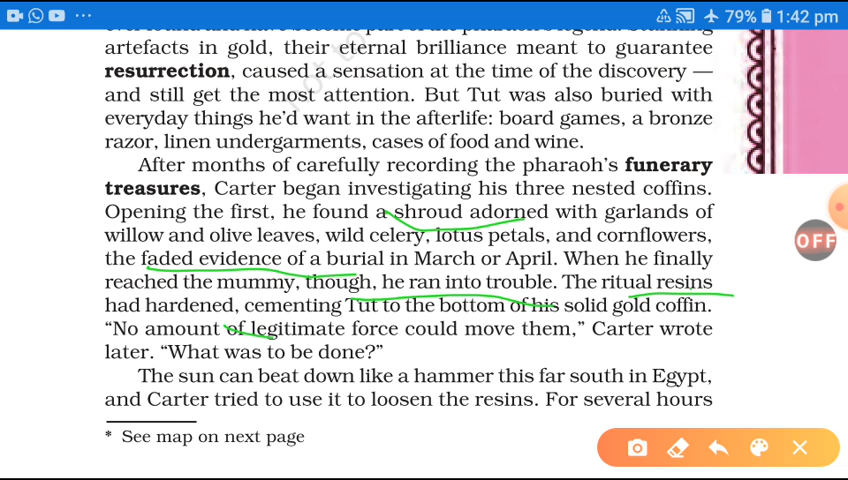 79% 1:42 pm
artefacts in gold, their eternal brilliance meant to guarantee
resurrection, caused a sensation at the time of the discovery —
and still get the most attention. But Tut was also buried with
everyday things he'd want in the afterlife: board games, a bronze
razor, linen undergarments, cases of food and wine.
After months of carefully recording the pharaoh's funerary
treasures, Carter began investigating his three nested coffins.
Opening the first, he found a shroud adorned with garlands of
willow and olive leaves, wild celery, lotus petals, and cornflowers,
the faded evidence of a burial in March or April. When he finally
reached the mummy, though, he ran into trouble. The ritual resins
had hardened, cementing Tut to the bottom of his solid gold coffin.
“No amount of legitimate force could move them,” Carter wrote
later. “What was to be done?”
The sun can beat down like a hammer this far south in Egypt,
and Carter tried to use it to loosen the resins. For several hours
* See map on next page
OFF